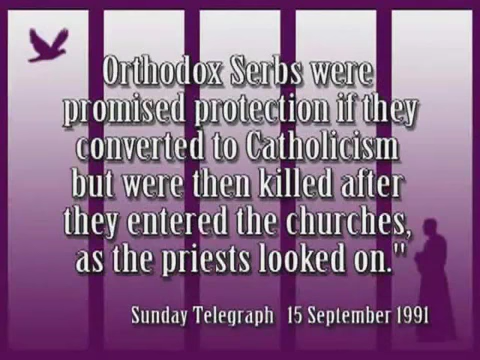 Orthodox Serbs were
promised protection if they
converted to Catholicism
but were then killed after
they entered the churches,
as the priests looked on."
Sunday Telegraph 15 September 1991